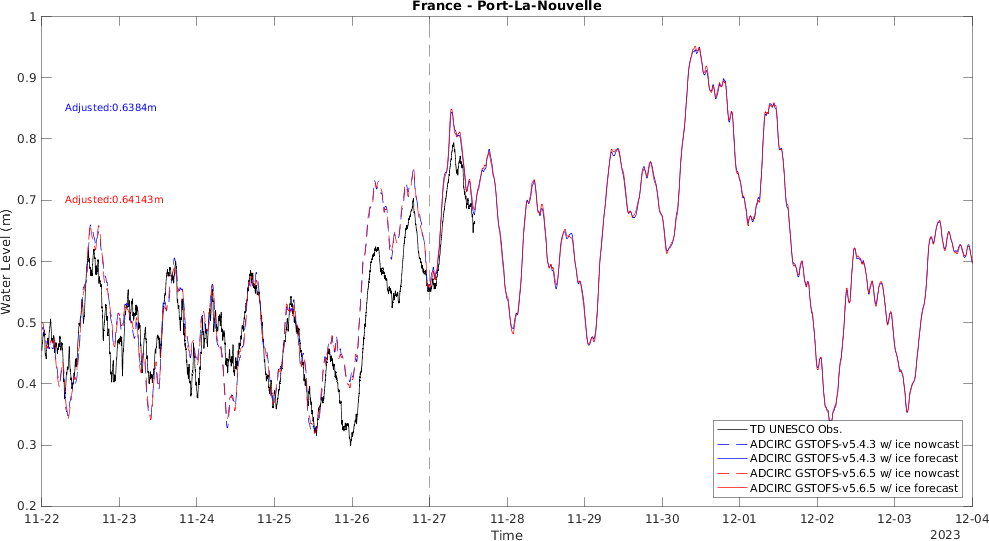 France - Port-La-Nouvelle
1
0.9
0.8
0.7
0.6
0.5
0.4
0.3
0.2
Water Level (m)
Adjusted:0.6384m
Adjusted:0.64143m
TD UNESCO Obs.
ADCIRC GSTOFS-v5.4.3 w/ ice nowcast
ADCIRC GSTOFS-v5.4.3 w/ ice forecast
ADCIRC GSTOFS-v5.6.5 w/ ice nowcast
ADCIRC GSTOFS-v5.6.5 w/ ice forecast
11-22 11-23 11-24 11-25 11-26 11-27 11-28 11-29 11-30 12-01 12-02 12-03 12-04
Time
2023